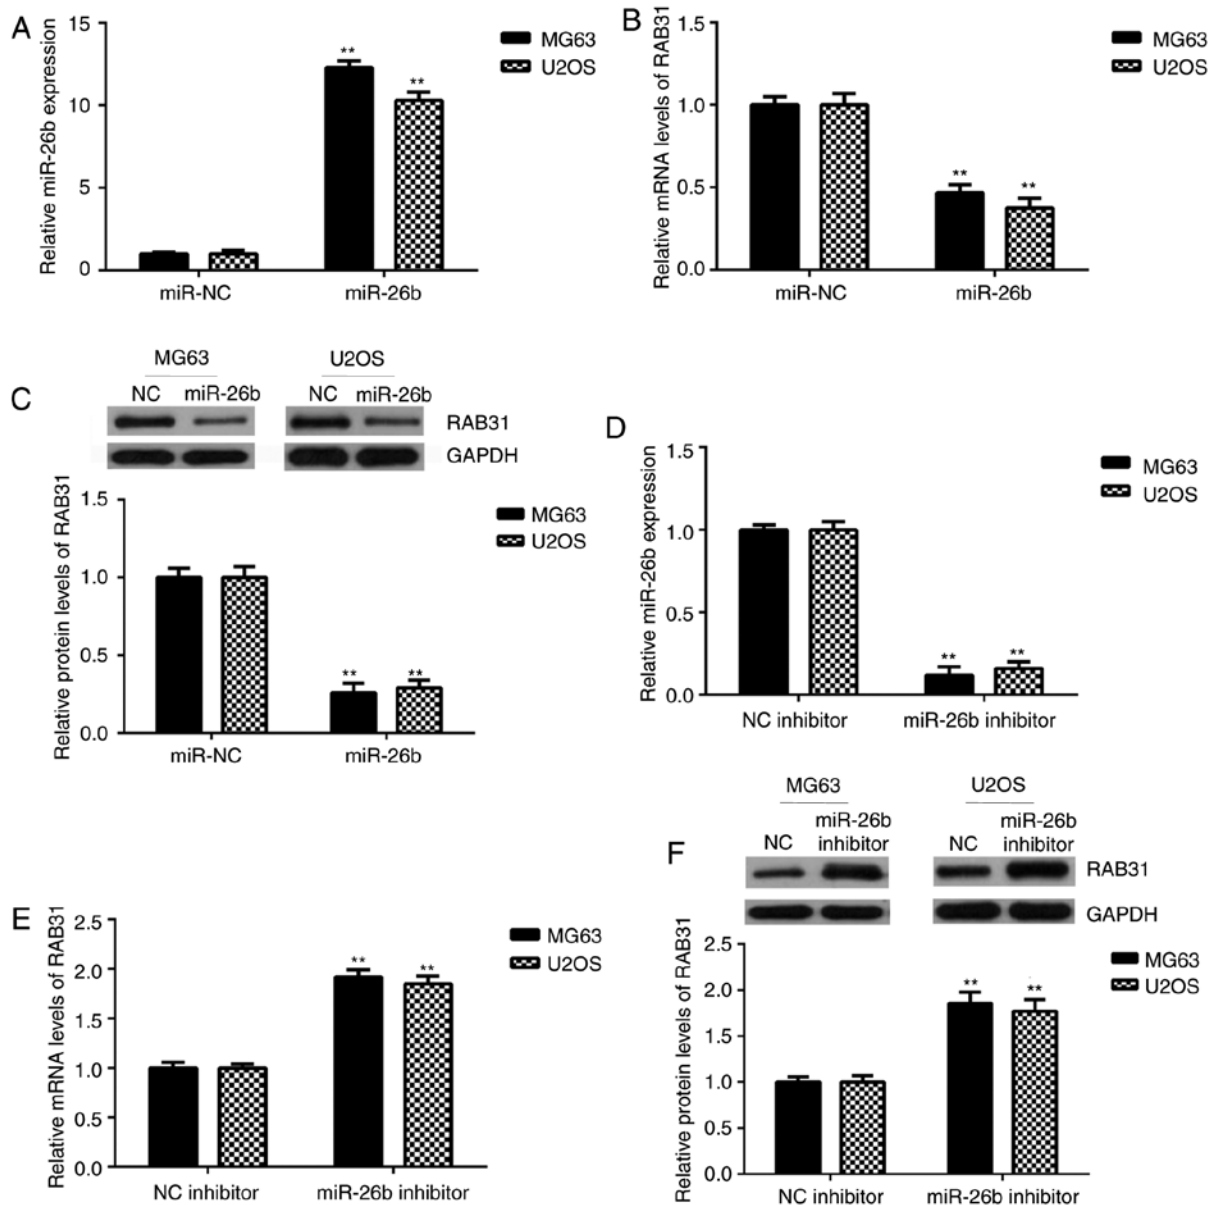 A
Relative miR-26b expression
15
10
5
0
**
**
miR-NC
miR-26b
MG63
U2OS
B
Relative mRNA levels of RAB31
1.5
1.0
0.5
0.0
**
**
miR-NC
miR-26b
MG63
U2OS
C
MG63
U2OS
NC miR-26b
NC miR-26b
RAB31
GAPDH
Relative protein levels of RAB31
1.5
1.0
0.5
0.0
**
**
miR-NC
miR-26b
MG63
U2OS
D
Relative miR-26b expression
1.5
1.0
0.5
0.0
**
**
NC inhibitor
miR-26b inhibitor
MG63
U2OS
E
Relative mRNA levels of RAB31
2.5
2.0
1.5
1.0
0.5
0.0
**
**
NC inhibitor
miR-26b inhibitor
MG63
U2OS
F
MG63
U2OS
NC
miR-26b
inhibitor
NC
miR-26b
inhibitor
RAB31
GAPDH
Relative protein levels of RAB31
2.5
2.0
1.5
1.0
0.5
0.0
**
**
NC inhibitor
miR-26b inhibitor
MG63
U2OS